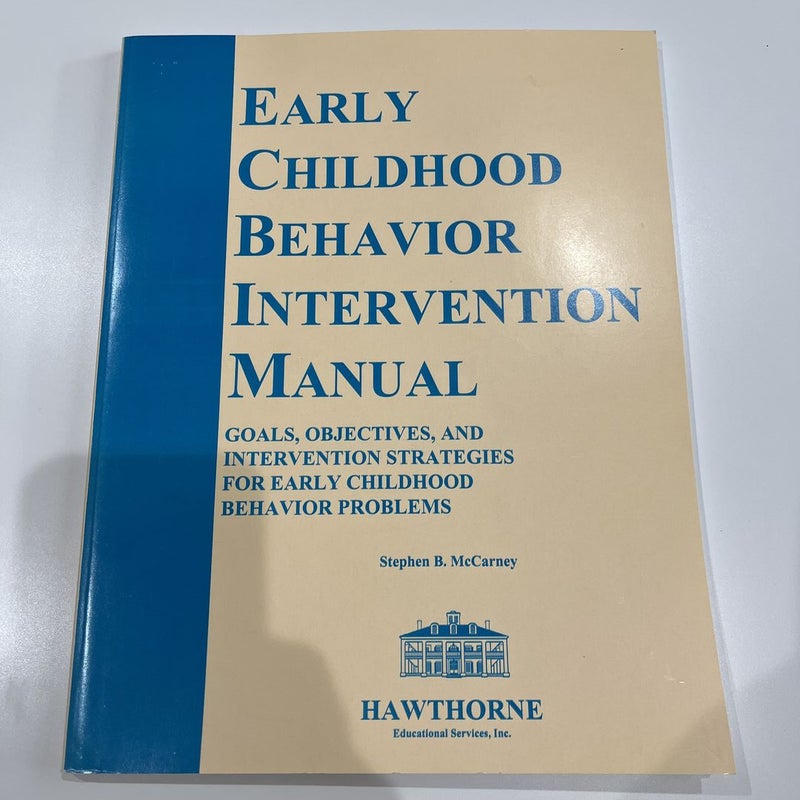 EARLY
CHILDHOOD
BEHAVIOR
INTERVENTION
MANUAL
GOALS, OBJECTIVES, AND
INTERVENTION STRATEGIES
FOR EARLY CHILDHOOD
BEHAVIOR PROBLEMS
Stephen B. McCarney
HAWTHORNE
Educational Services, Inc.